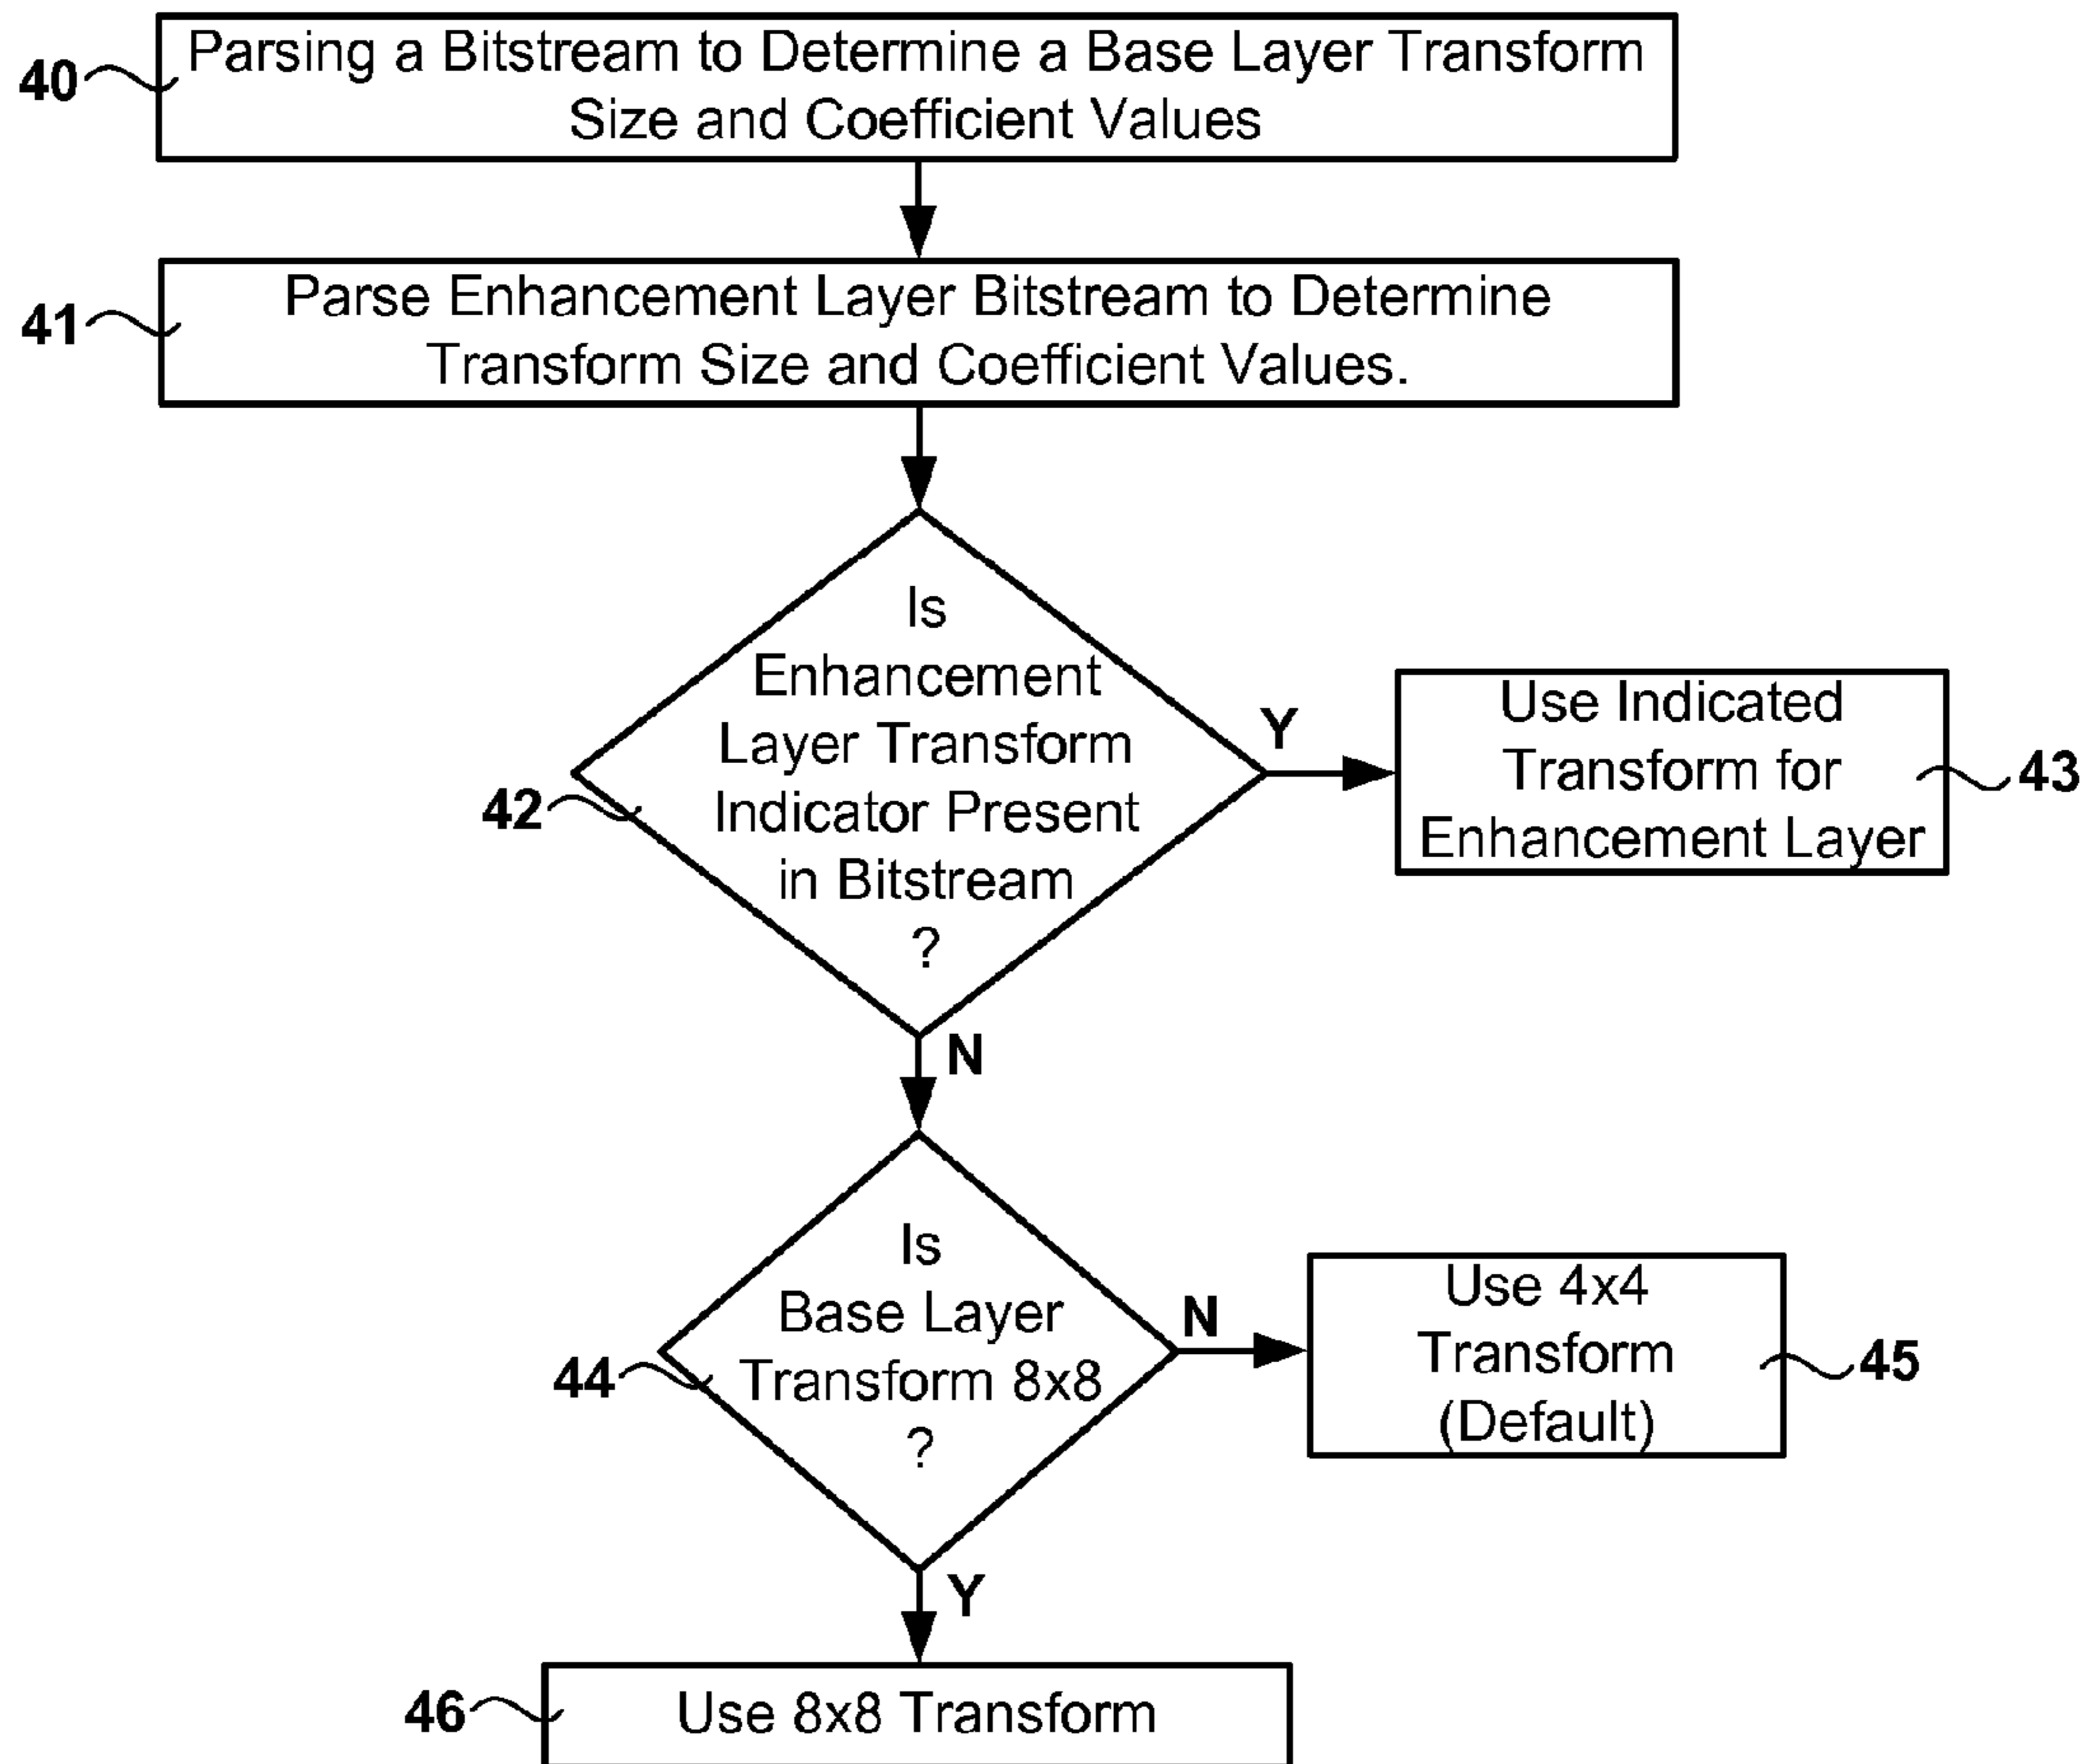 40
Parsing a Bitstream to Determine a Base Layer Transform
Size and Coefficient Values
41
Parse Enhancement Layer Bitstream to Determine
Transform Size and Coefficient Values.
42
Is
Enhancement
Layer Transform
Indicator Present
in Bitstream
?
Y
Use Indicated
Transform for
Enhancement Layer
43
N
44
Is
Base Layer
Transform 8x8
?
N
Use 4x4
Transform
(Default)
45
Y
46
Use 8x8 Transform